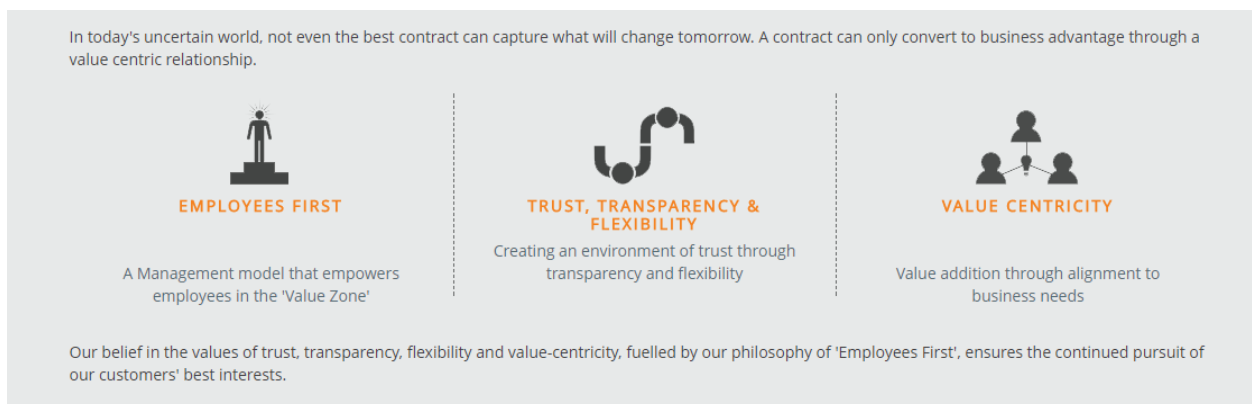 In today's uncertain world, not even the best contract can capture what will change tomorrow. A contract can only convert to business advantage through a
value centric relationship.
EMPLOYEES FIRST
A Management model that empowers
employees in the 'Value Zone'
TRUST, TRANSPARENCY &
FLEXIBILITY
Creating an environment of trust through
transparency and flexibility
VALUE CENTRICITY
Value addition through alignment to
business needs
Our belief in the values of trust, transparency, flexibility and value-centricity, fuelled by our philosophy of 'Employees First', ensures the continued pursuit of
our customers' best interests.